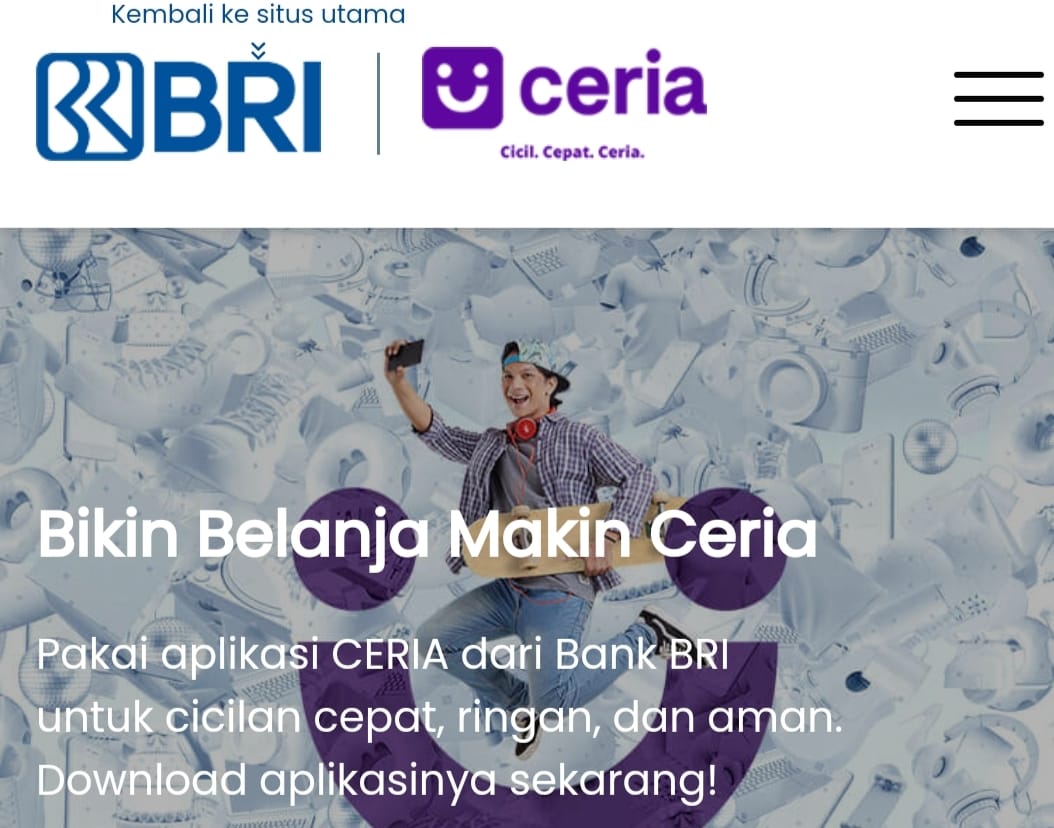 Kembali ke situs utama
BRI
ceria
Cicil. Cepat. Ceria.
Bikin Belanja Makin Ceria
Pakai aplikasi CERIA dari Bank BRI
untuk cicilan cepat, ringan, dan aman.
Download aplikasinya sekarang!